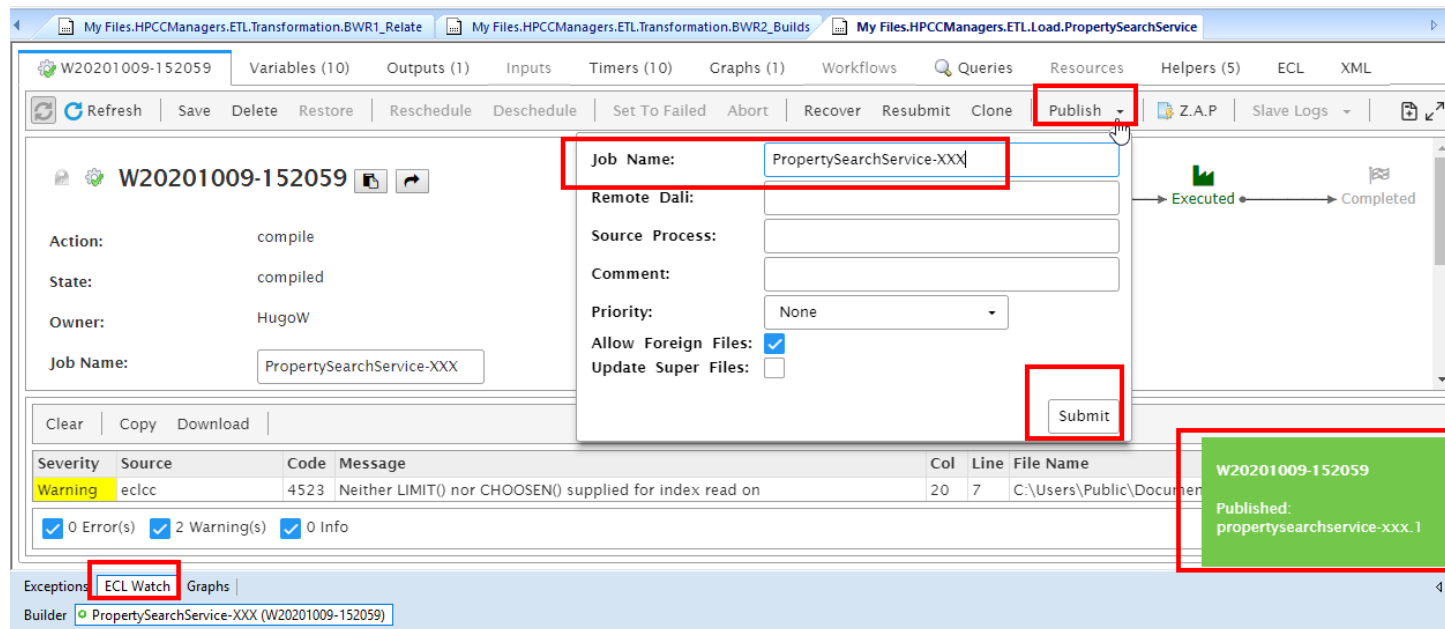 My Files.HPCCManagers.ETL.Transformation.BWR1_Relate My Files.HPCCManagers.ETL.Transformation.BWR2_Builds My Files.HPCCManagers.ETL.Load.PropertySearchService
W20201009-152059 Variables (10) Outputs (1) Inputs Timers (10) Graphs (1) Workflows Queries Resources Helpers (5) ECL XML
Refresh Save Delete Restore Reschedule Deschedule Set To Failed Abort Recover Resubmit Clone Publish Z.A.P Slave Logs
Job Name: PropertySearchService-XXX
W20201009-152059
Remote Dali:
Executed Completed
Action: compile
Source Process:
State: compiled
Comment:
Owner: HugoW
Priority: None
Allow Foreign Files:
Job Name: PropertySearchService-XXX
Update Super Files:
Submit
Clear Copy Download
Severity Source Code Message Col Line File Name
Warning eclcc 4523 Neither LIMIT() nor CHOOSEN() supplied for index read on 20 7 C:\Users\Public\Documen
0 Error(s) 2 Warning(s) 0 Info
W20201009-152059
Published:
propertysearchservice-xxx.1
Exceptions ECL Watch Graphs
Builder PropertySearchService-XXX (W20201009-152059)